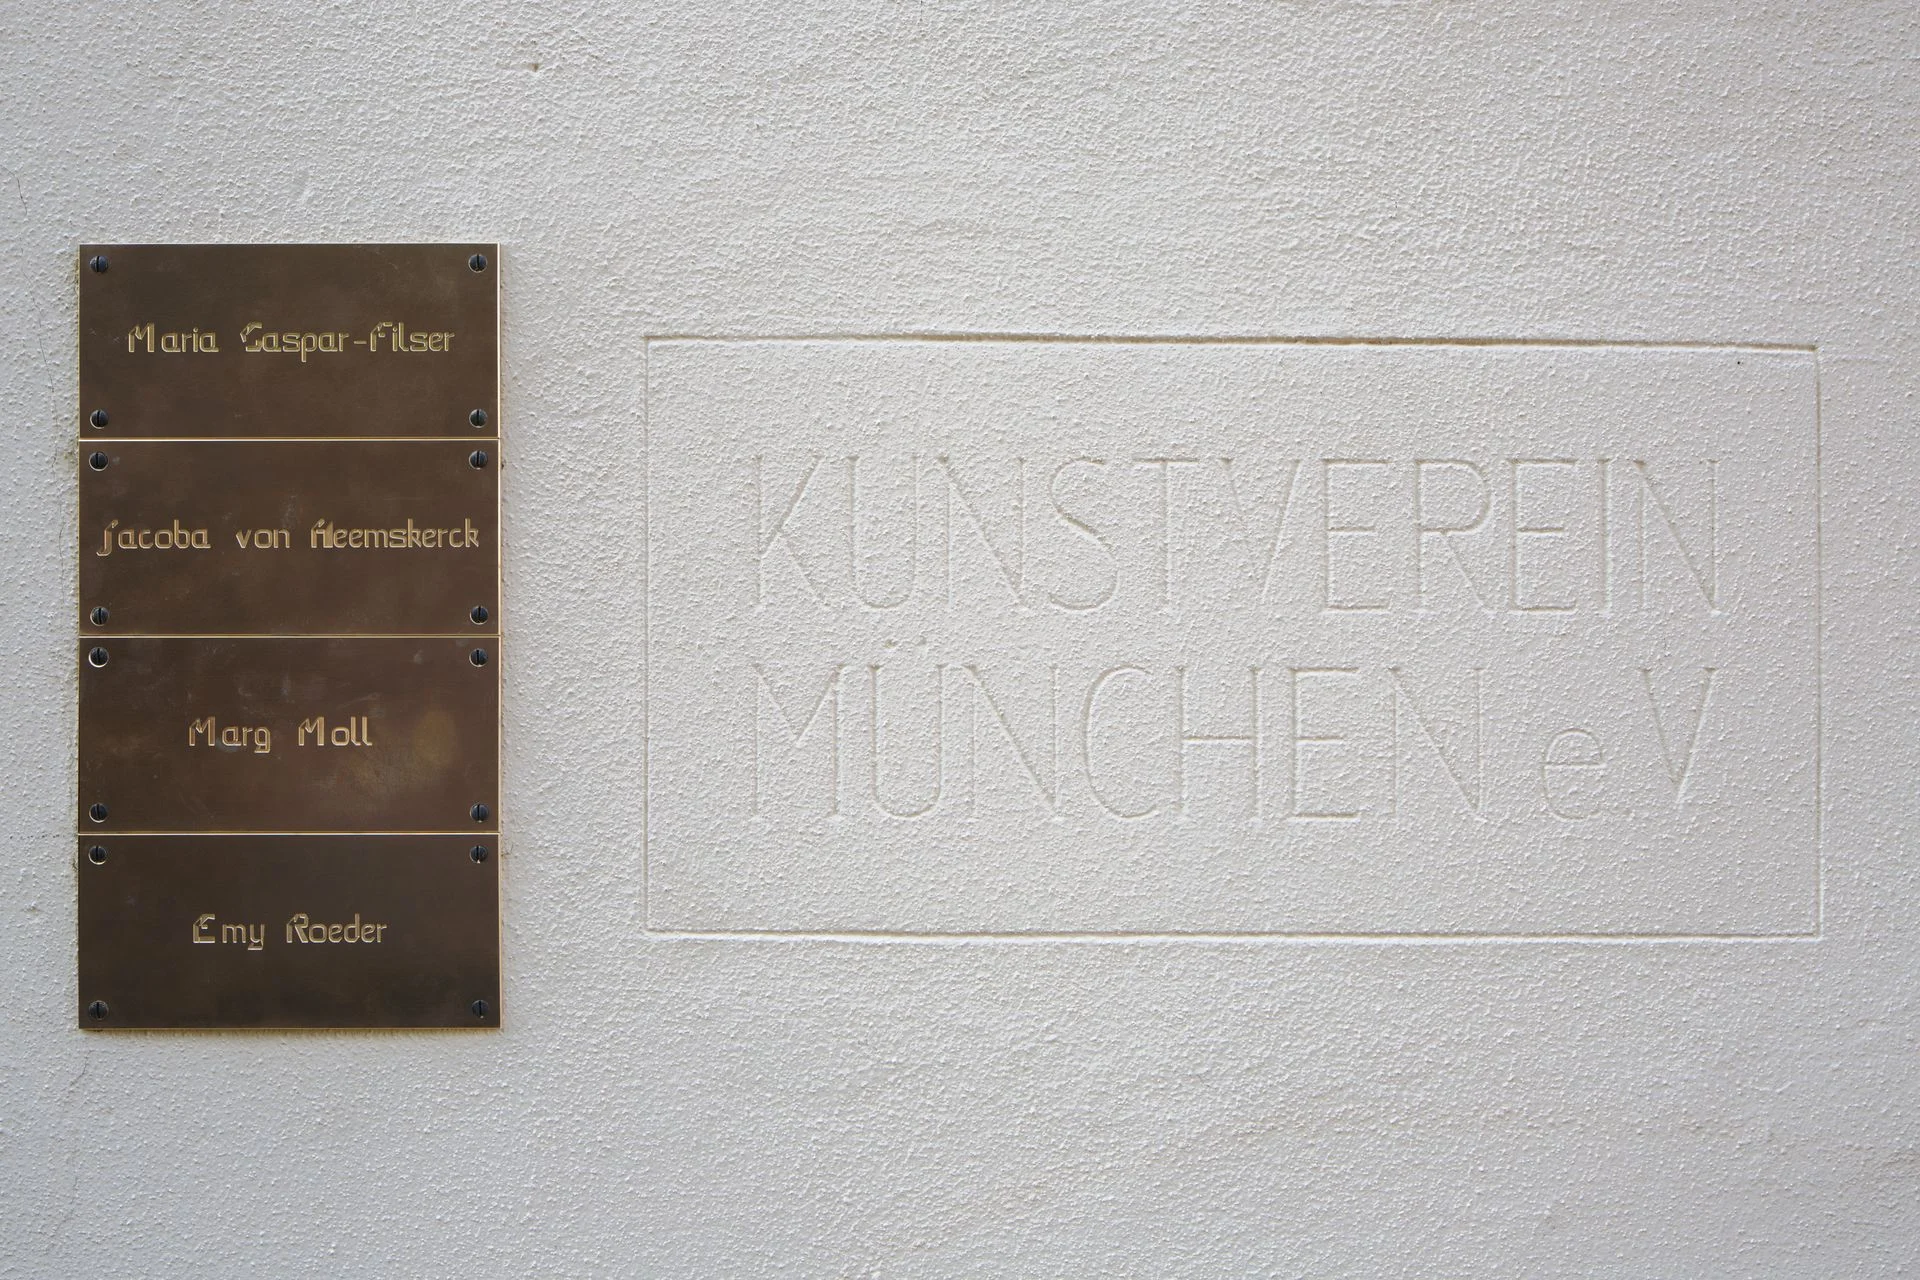 Maria Caspar-Filser
Jacoba von Heemskerck
Marg Moll
Emy Roeder
KUNSTVEREIN
MÜNCHEN e V